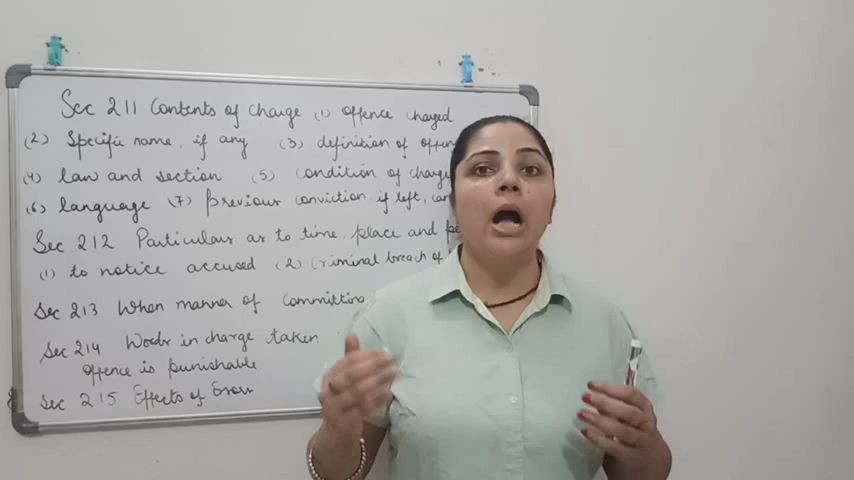 Sec 211 Contents of charge (1) offence charged
(2) Specific name, if any (3) definition of
(4) law and section (5) condition of charge
(6) language (7) Previous conviction if left,
Sec 212 Particulars as to time, place and
(1) to notice accused (2) Criminal breach of
Sec 213 When manner of committing
Sec 214 Words in charge taken
offence is punishable
Sec 215 Effects of Errors